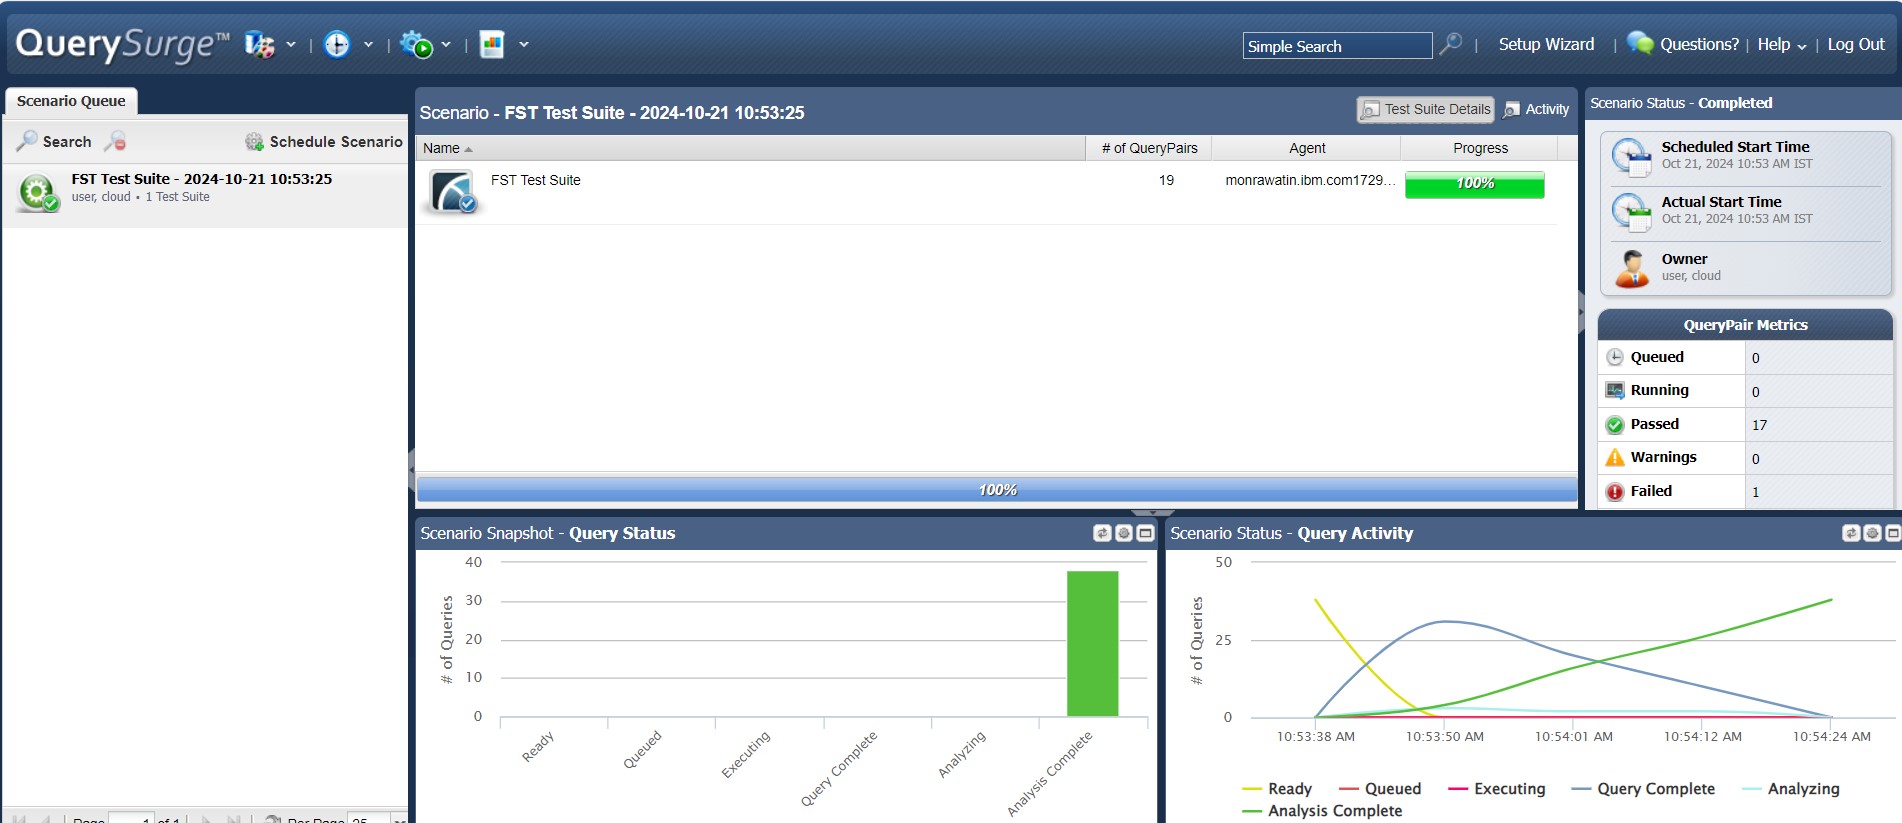 QuerySurge™
Simple Search
Setup Wizard
Questions?
Help
Log Out
Scenario Queue
Search
Schedule Scenario
FST Test Suite - 2024-10-21 10:53:25
user, cloud • 1 Test Suite
Page 1 of 1
Per Page 25
Scenario - FST Test Suite - 2024-10-21 10:53:25
Test Suite Details
Activity
Name # of QueryPairs Agent Progress
FST Test Suite 19 monrawatin.ibm.com1729... 100%
100%
Scenario Status - Completed
Scheduled Start Time
Oct 21, 2024 10:53 AM IST
Actual Start Time
Oct 21, 2024 10:53 AM IST
Owner
user, cloud
QueryPair Metrics
Queued 0
Running 0
Passed 17
Warnings 0
Failed 1
Scenario Snapshot - Query Status
# of Queries
40
30
20
10
0
Ready
Queued
Executing
Query Complete
Analyzing
Analysis Complete
Scenario Status - Query Activity
# of Queries
50
25
0
10:53:38 AM 10:53:50 AM 10:54:01 AM 10:54:12 AM 10:54:24 AM
Ready Queued Executing Query Complete Analyzing
Analysis Complete